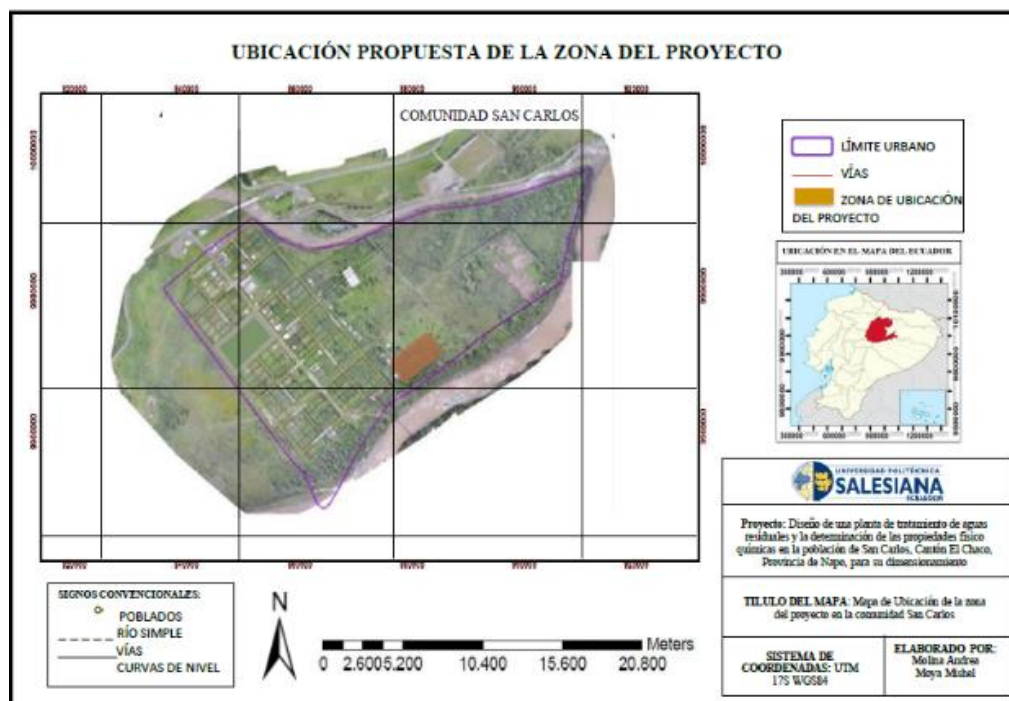 UBICACIÓN PROPUESTA DE LA ZONA DEL PROYECTO
COMUNIDAD SAN CARLOS
LÍMITE URBANO
VÍAS
ZONA DE UBICACIÓN
DEL PROYECTO
UBICACIÓN EN EL MAPA DEL ECUADOR
UNIVERSIDAD POLITÉCNICA
SALESIANA
ECUADOR
Proyecto: Diseño de una planta de tratamiento de aguas
residuales y la determinación de las propiedades físico
químicas en la población de San Carlos, Cantón El Chaco,
Provincia de Napo, para su dimensionamiento
TILULO DEL MAPA: Mapa de Ubicación de la zona
del proyecto en la comunidad San Carlos
SISTEMA DE
COORDENADAS: UTM
17S WGS84
ELABORADO POR:
Molina Andrea
Moya Mishel
SIGNOS CONVENCIONALES:
POBLADOS
RÍO SIMPLE
VÍAS
CURVAS DE NIVEL
N
Meters
0 2.600 5.200 10.400 15.600 20.800